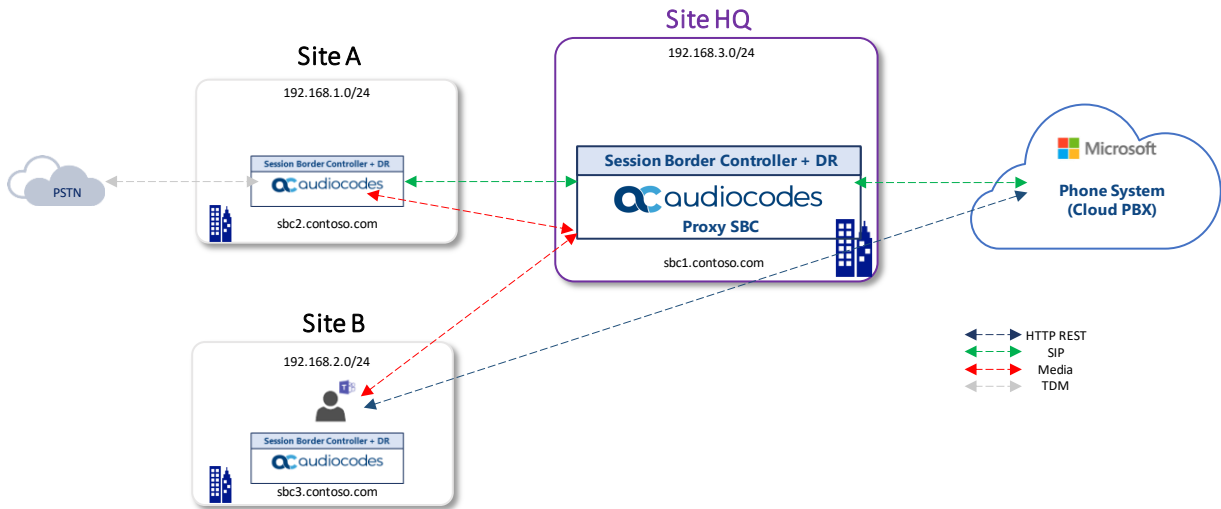 Site HQ
192.168.3.0/24
Site A
192.168.1.0/24
Session Border Controller + DR
audiocodes
sbc2.contoso.com
PSTN
Session Border Controller + DR
audiocodes
Proxy SBC
sbc1.contoso.com
Microsoft
Phone System
(Cloud PBX)
Site B
192.168.2.0/24
Session Border Controller + DR
audiocodes
sbc3.contoso.com
HTTP REST
SIP
Media
TDM